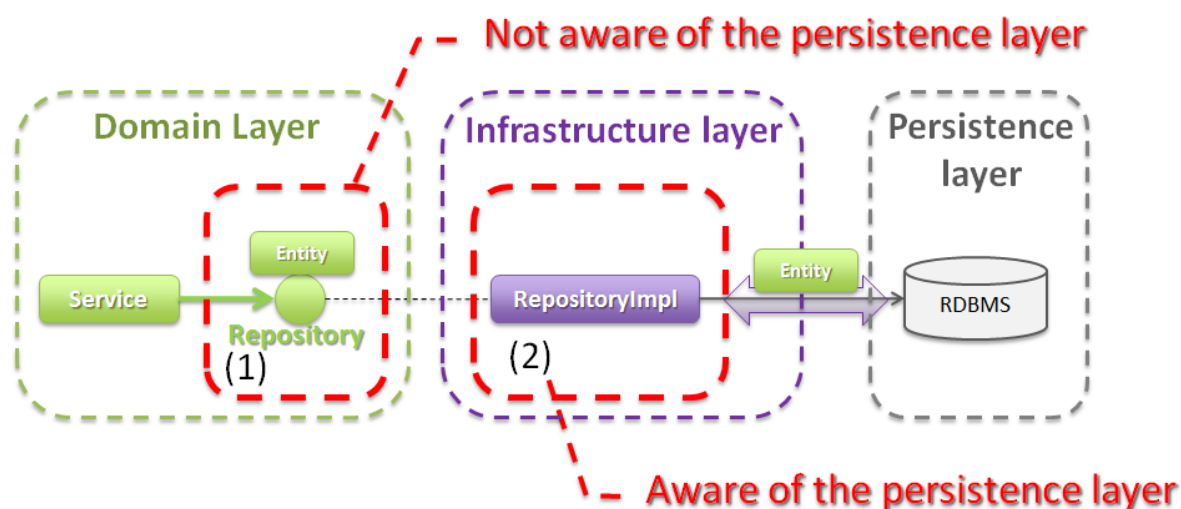 Not aware of the persistence layer
Domain Layer
Infrastructure layer
Persistence
layer
Entity
Service
Repository
(1)
RepositoryImpl
(2)
Entity
RDBMS
Aware of the persistence layer